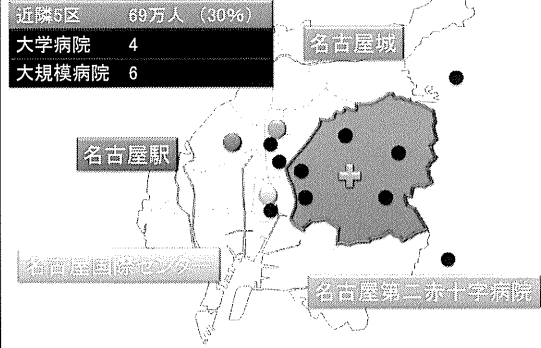 近隣5区 69万人 (30%)
大学病院 4
大規模病院 6
名古屋城
名古屋駅
名古屋国際センター
名古屋第二赤十字病院